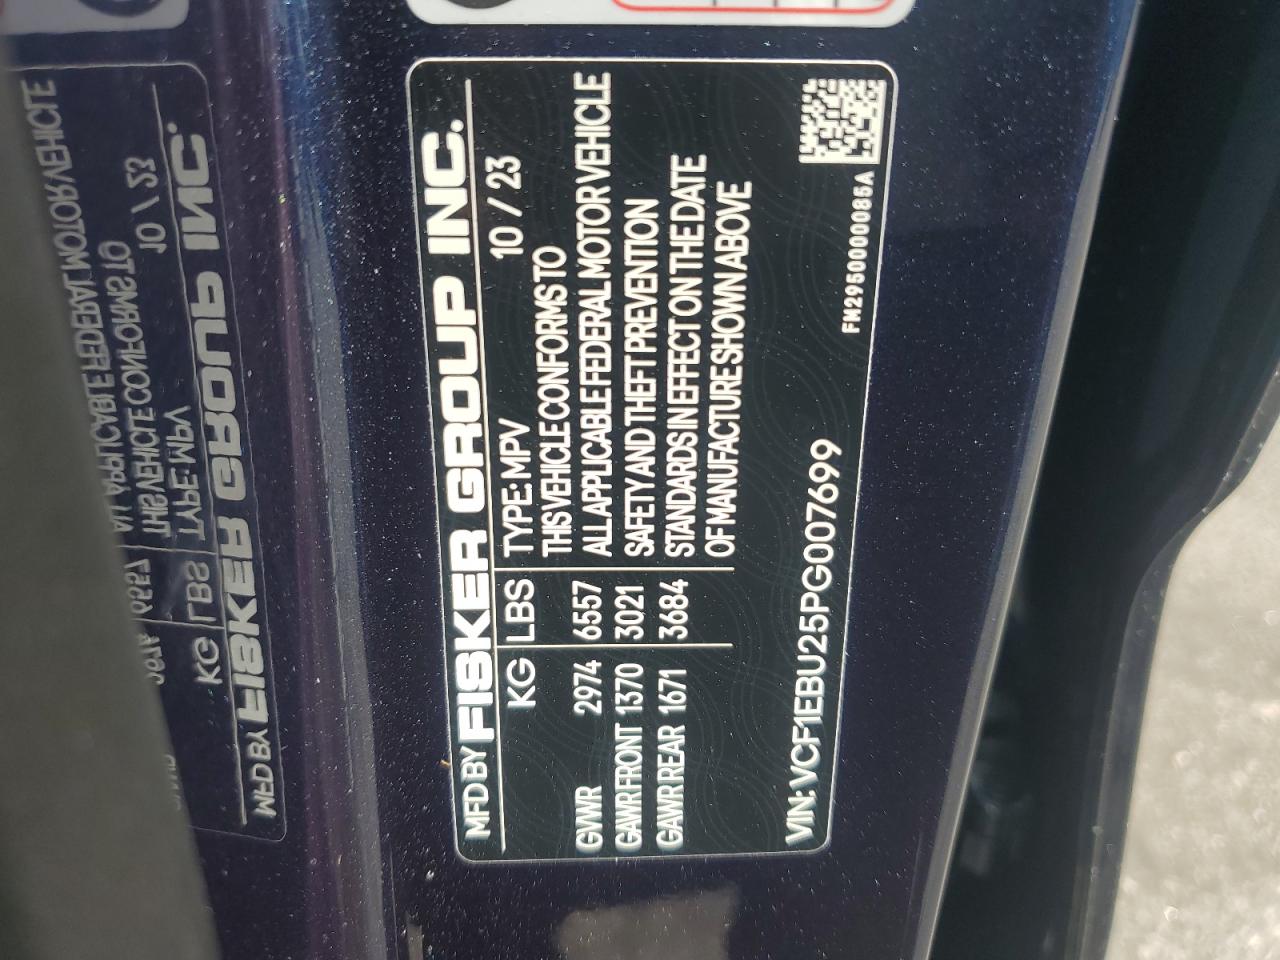 MFD BY FISKER GROUP INC.
KG LBS TYPE: MPV 10 / 23
THIS VEHICLE CONFORMS TO
GVWR 2974 6557 ALL APPLICABLE FEDERAL MOTOR VEHICLE
GAWR FRONT 1370 3021 SAFETY AND THEFT PREVENTION
GAWR REAR 1671 3684 STANDARDS IN EFFECT ON THE DATE
OF MANUFACTURE SHOWN ABOVE
VIN: VCF1EBU25PG007699
FM29500000085A